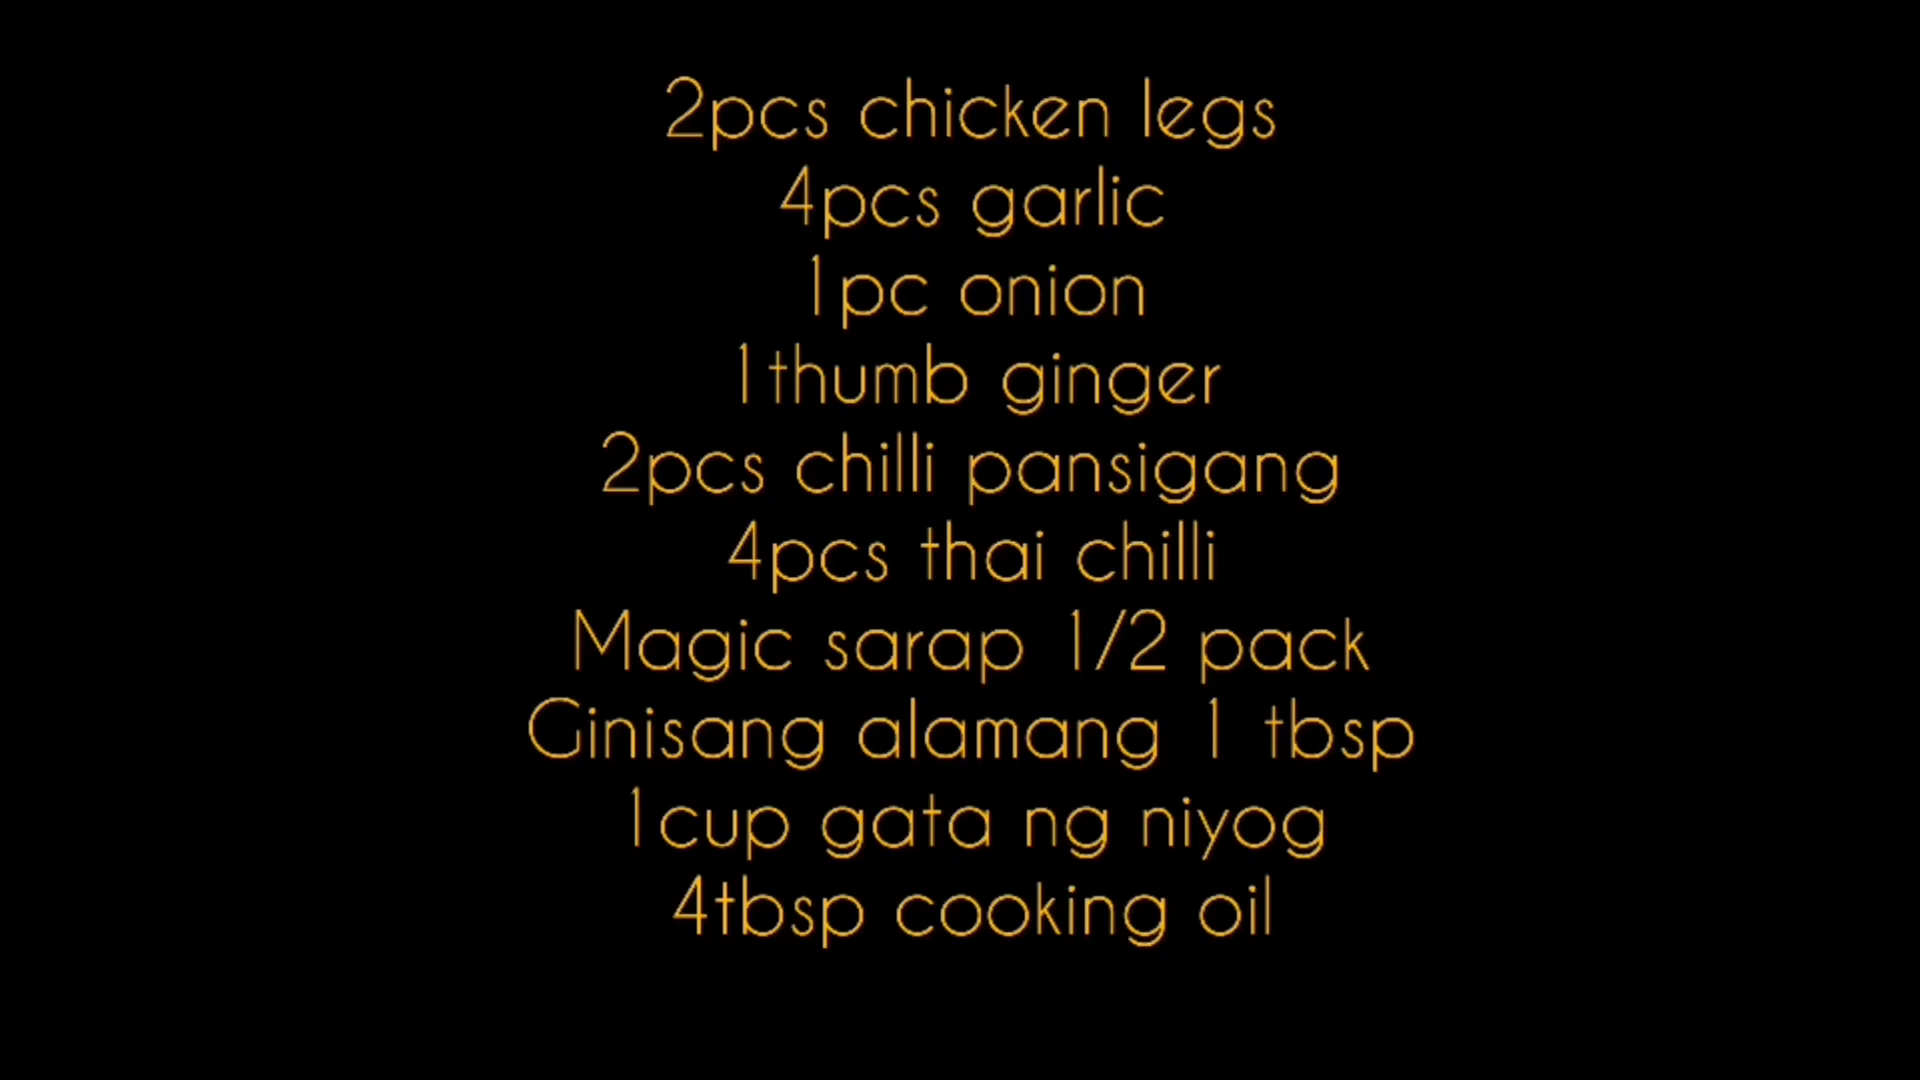 2pcs chicken legs
4pcs garlic
1pc onion
1thumb ginger
2pcs chilli pansigang
4pcs thai chilli
Magic sarap 1/2 pack
Ginisang alamang 1 tbsp
1cup gata ng niyog
4tbsp cooking oil